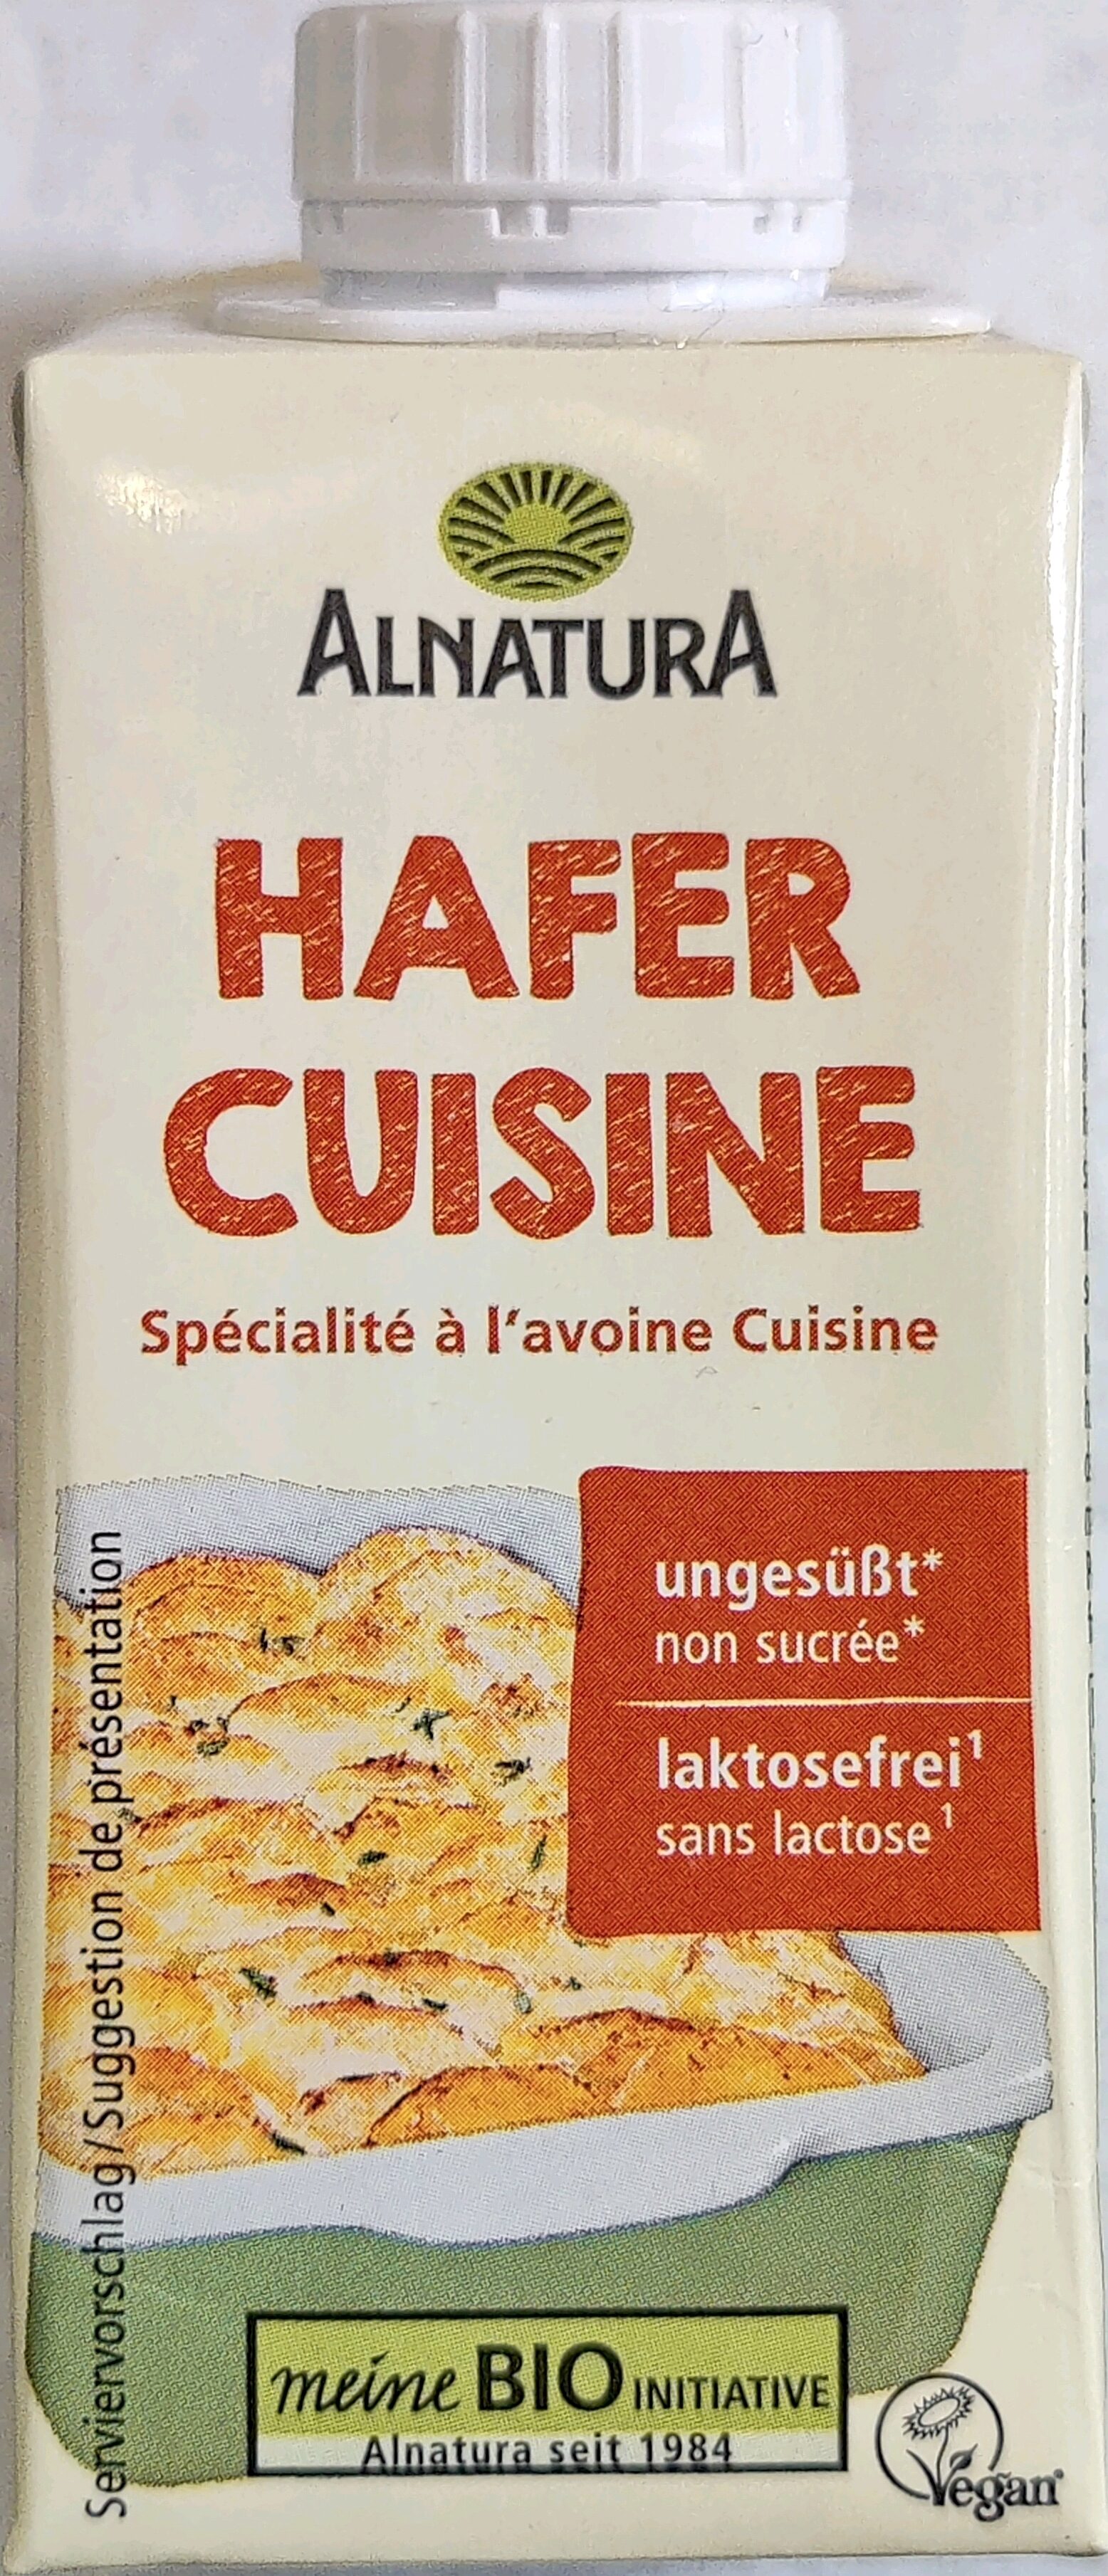 ALNATURA
HAFER
CUISINE
Spécialité à l'avoine Cuisine
ungesüßt*
non sucrée*
laktosefrei¹
sans lactose¹
Serviervorschlag/Suggestion de présentation
meine BIO INITIATIVE
Alnatura seit 1984
Vegan